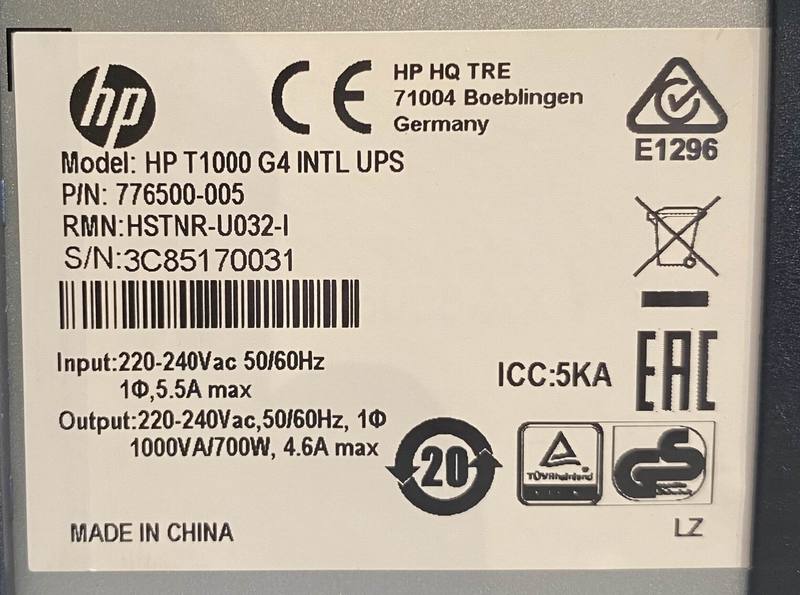 hp
CE
HP HQ TRE
71004 Boeblingen
Germany
E1296
Model: HP T1000 G4 INTL UPS
P/N: 776500-005
RMN:HSTNR-U032-I
S/N:3C85170031
Input:220-240Vac 50/60Hz
1Φ,5.5A max
ICC:5KA
EAC
Output:220-240Vac,50/60Hz, 1Φ
1000VA/700W, 4.6A max
20
TÜVRheinland
GS
MADE IN CHINA
LZ